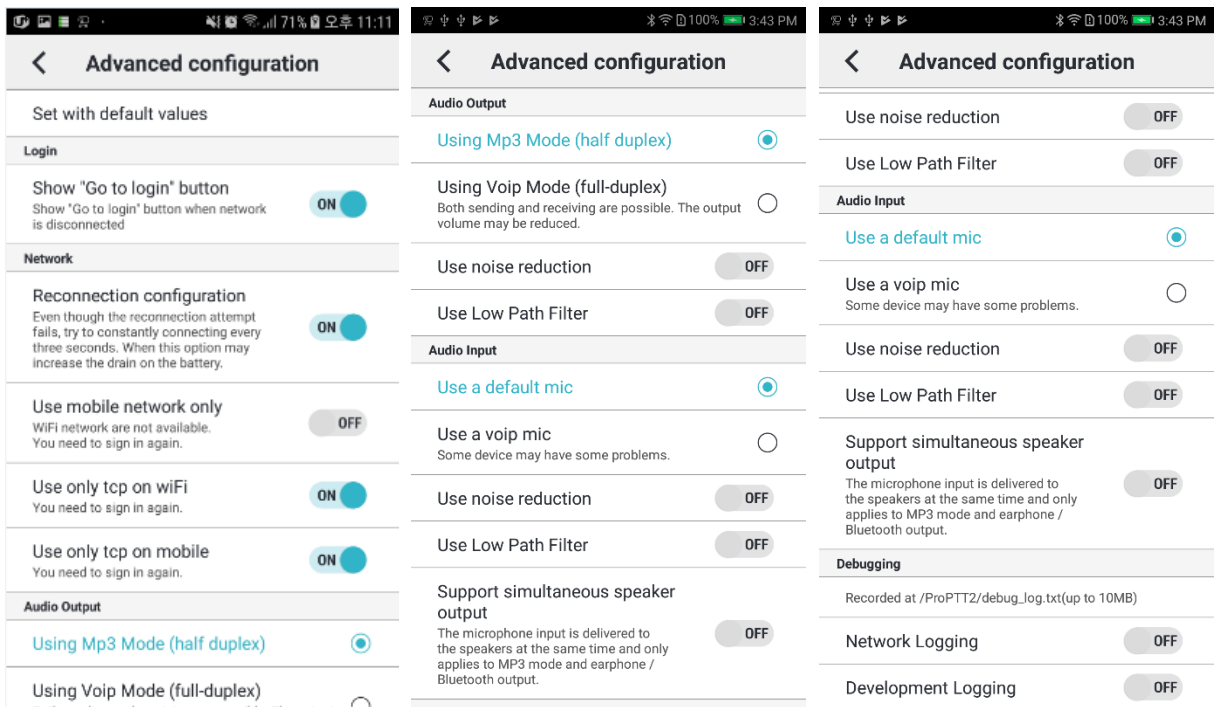 71% 오후 11:11
Advanced configuration
Set with default values
Login
Show "Go to login" button
Show "Go to login" button when network
is disconnected
ON
Network
Reconnection configuration
Even though the reconnection attempt
fails, try to constantly connecting every
three seconds. When this option may
increase the drain on the battery.
ON
Use mobile network only
WiFi network are not available.
You need to sign in again.
OFF
Use only tcp on wiFi
You need to sign in again.
ON
Use only tcp on mobile
You need to sign in again.
ON
Audio Output
Using Mp3 Mode (half duplex)
Using Voip Mode (full-duplex)
100% 3:43 PM
Advanced configuration
Audio Output
Using Mp3 Mode (half duplex)
Using Voip Mode (full-duplex)
Both sending and receiving are possible. The output
volume may be reduced.
Use noise reduction
OFF
Use Low Path Filter
OFF
Audio Input
Use a default mic
Use a voip mic
Some device may have some problems.
Use noise reduction
OFF
Use Low Path Filter
OFF
Support simultaneous speaker
output
The microphone input is delivered to
the speakers at the same time and only
applies to MP3 mode and earphone /
Bluetooth output.
OFF
100% 3:43 PM
Advanced configuration
Use noise reduction
OFF
Use Low Path Filter
OFF
Audio Input
Use a default mic
Use a voip mic
Some device may have some problems.
Use noise reduction
OFF
Use Low Path Filter
OFF
Support simultaneous speaker
output
The microphone input is delivered to
the speakers at the same time and only
applies to MP3 mode and earphone /
Bluetooth output.
OFF
Debugging
Recorded at /ProPTT2/debug_log.txt(up to 10MB)
Network Logging
OFF
Development Logging
OFF